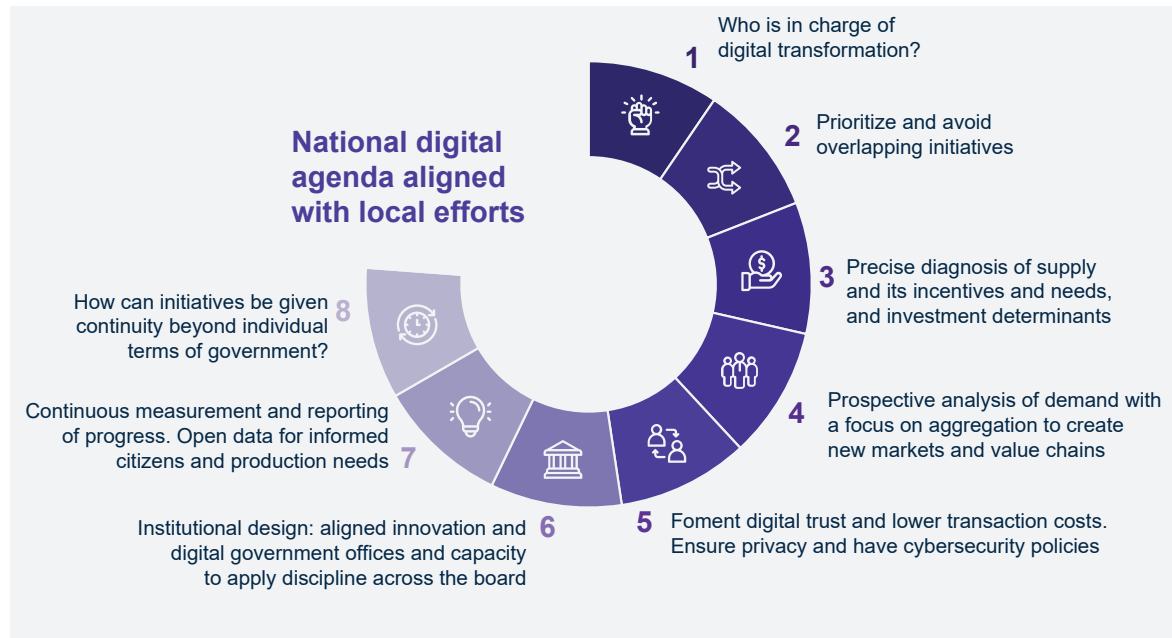 National digital
agenda aligned
with local efforts
1
Who is in charge of
digital transformation?
2
Prioritize and avoid
overlapping initiatives
3
Precise diagnosis of supply
and its incentives and needs,
and investment determinants
4
Prospective analysis of demand with
a focus on aggregation to create
new markets and value chains
5
Foment digital trust and lower transaction costs.
Ensure privacy and have cybersecurity policies
6
Institutional design: aligned innovation and
digital government offices and capacity
to apply discipline across the board
7
Continuous measurement and reporting
of progress. Open data for informed
citizens and production needs
8
How can initiatives be given
continuity beyond individual
terms of government?